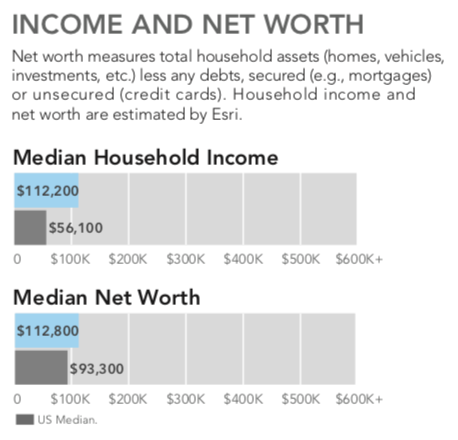 INCOME AND NET WORTH
Net worth measures total household assets (homes, vehicles,
investments, etc.) less any debts, secured (e.g., mortgages)
or unsecured (credit cards). Household income and
net worth are estimated by Esri.
Median Household Income
$112,200
$56,100
0 $100K $200K $300K $400K $500K $600K+
Median Net Worth
$112,800
$93,300
0 $100K $200K $300K $400K $500K $600K+
US Median.